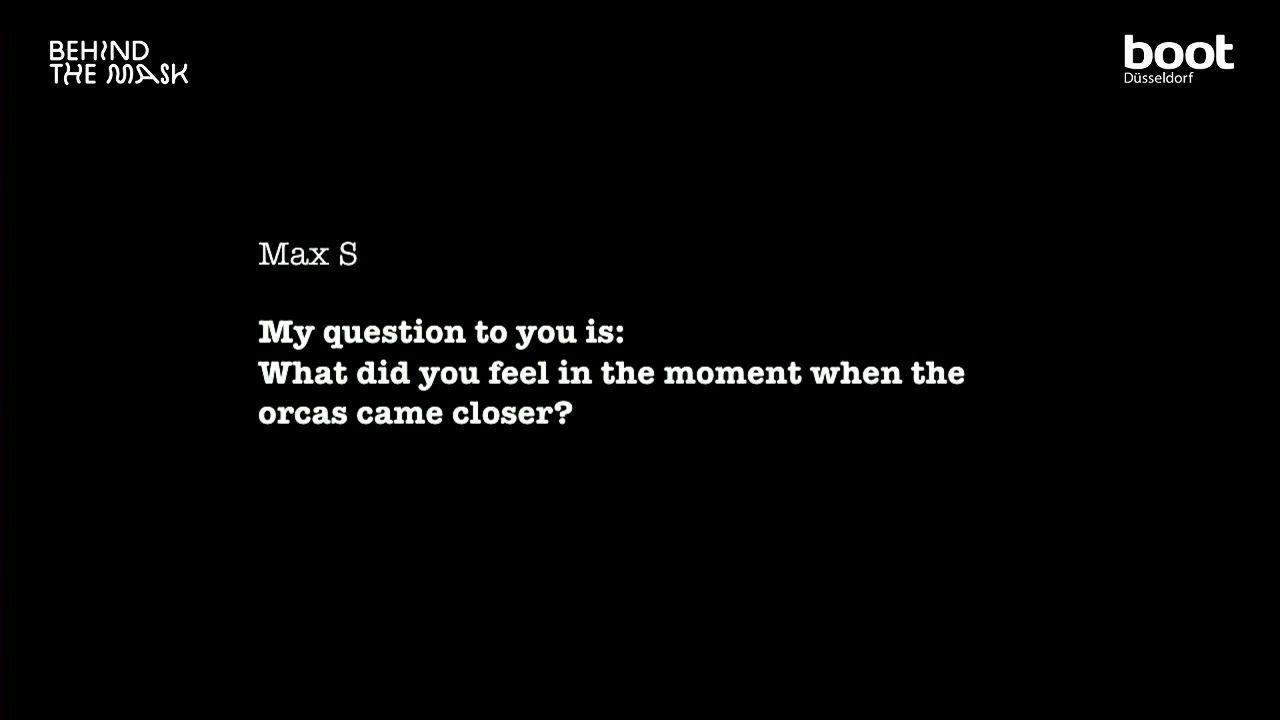 BEHIND
THE MASK
boot
Düsseldorf
Max S
My question to you is:
What did you feel in the moment when the
orcas came closer?